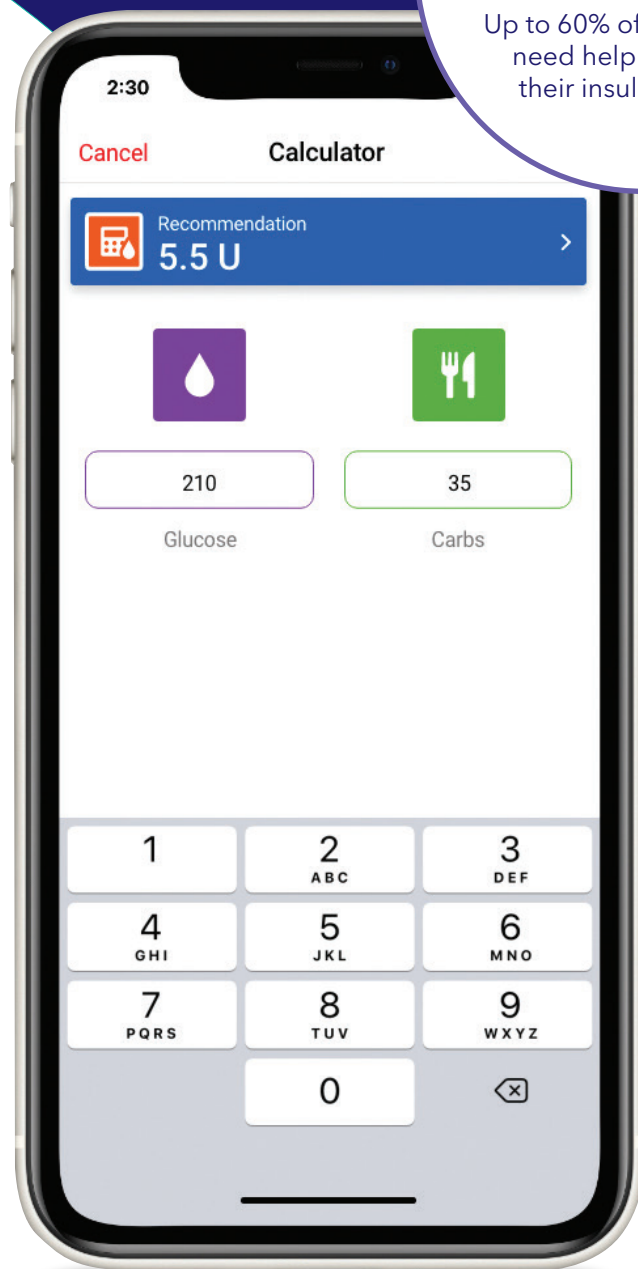 Up to 60% of
need help
their insul
2:30
Cancel
Calculator
Recommendation
5.5 U
210
35
Glucose
Carbs
1
2
ABC
3
DEF
4
GHI
5
JKL
6
MNO
7
PQRS
8
TUV
9
WXYZ
0